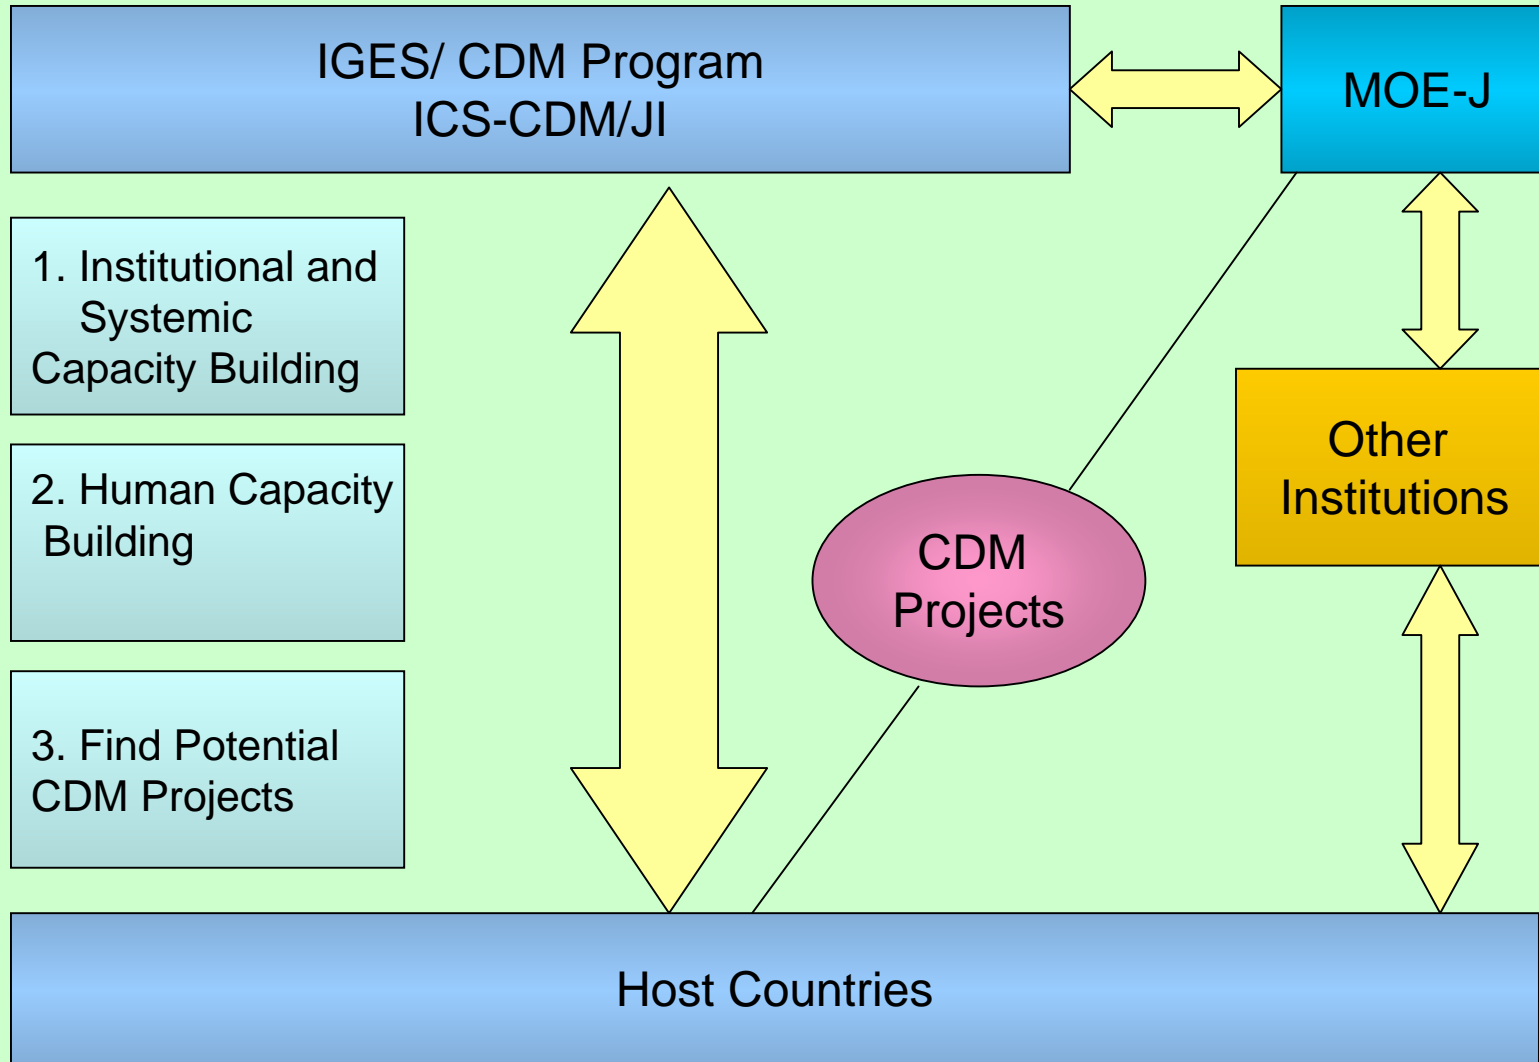 IGES/ CDM Program
ICS-CDM/JI
MOE-J
1. Institutional and
Systemic
Capacity Building
2. Human Capacity
Building
3. Find Potential
CDM Projects
CDM
Projects
Other
Institutions
Host Countries